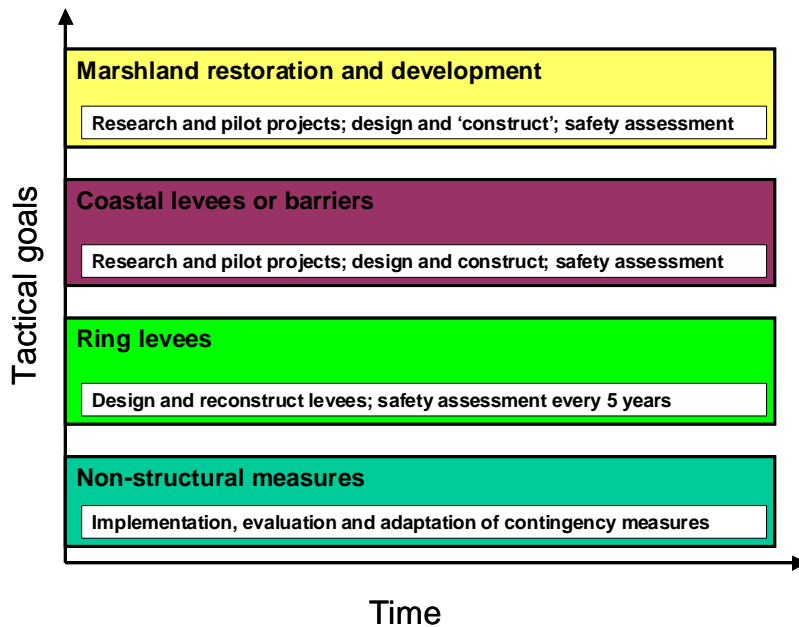 Marshland restoration and development
Research and pilot projects; design and ‘construct’; safety assessment
Coastal levees or barriers
Research and pilot projects; design and construct; safety assessment
Ring levees
Design and reconstruct levees; safety assessment every 5 years
Non-structural measures
Implementation, evaluation and adaptation of contingency measures
Tactical goals
Time